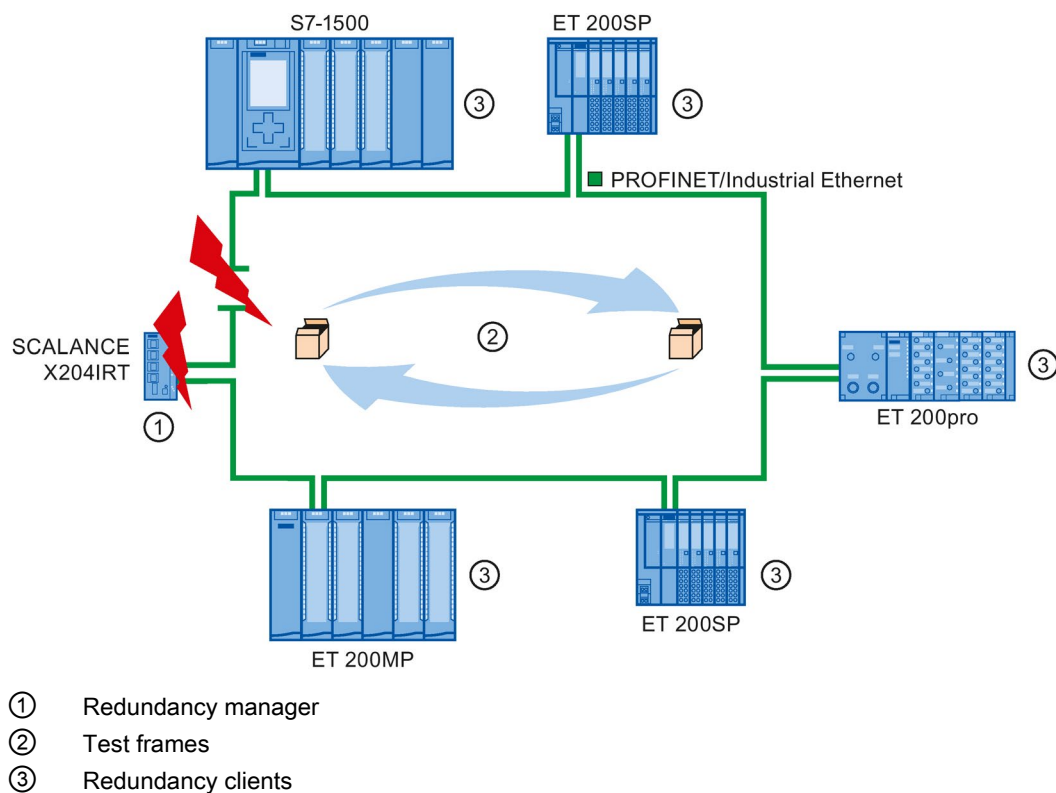 S7-1500
ET 200SP
③
③
PROFINET/Industrial Ethernet
②
SCALANCE
X204IRT
①
③
ET 200pro
③
③
ET 200MP
ET 200SP
① Redundancy manager
② Test frames
③ Redundancy clients